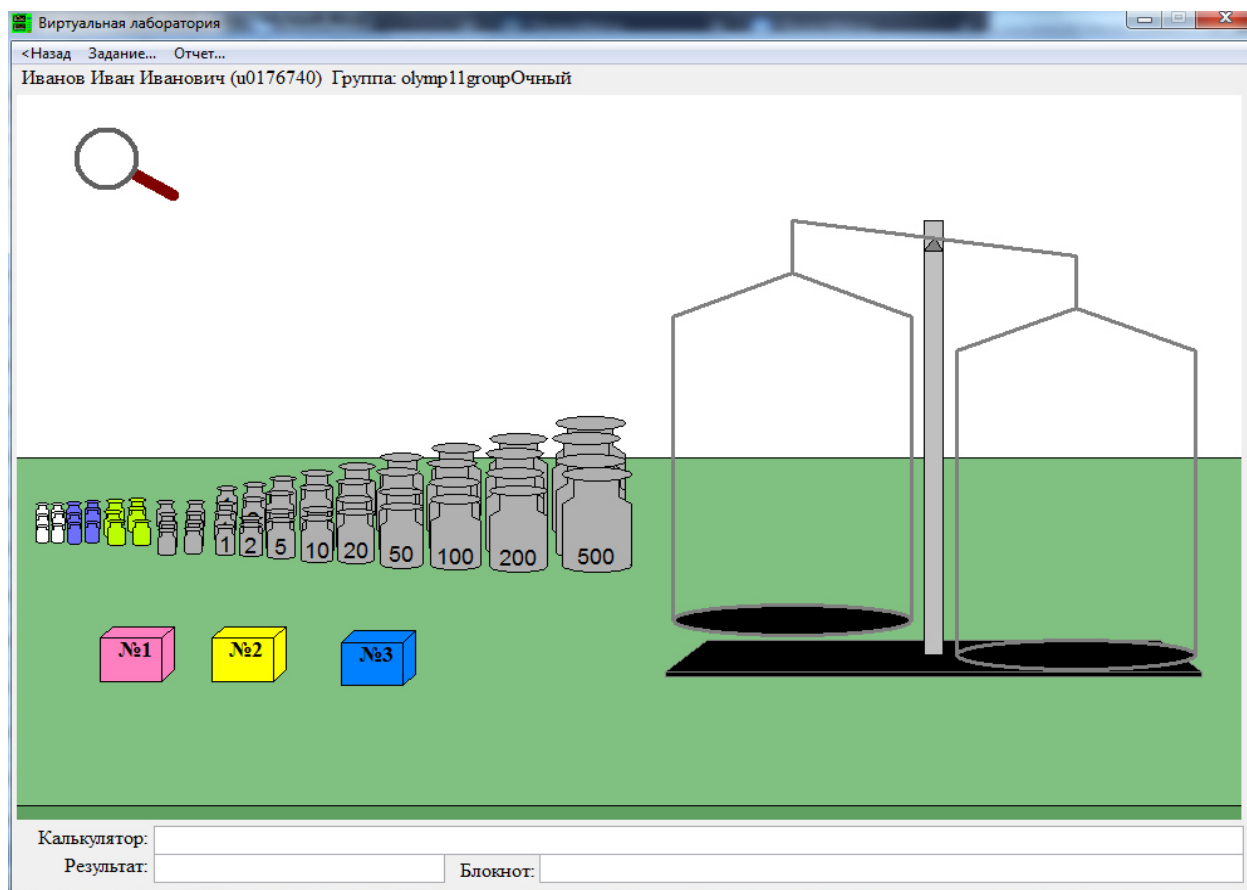 Виртуальная лаборатория
<Назад Задание... Отчет...
Иванов Иван Иванович (u0176740) Группа: olymp11groupОчный
1 2 5 10 20 50 100 200 500
№1 №2 №3
Калькулятор:
Результат: Блокнот: